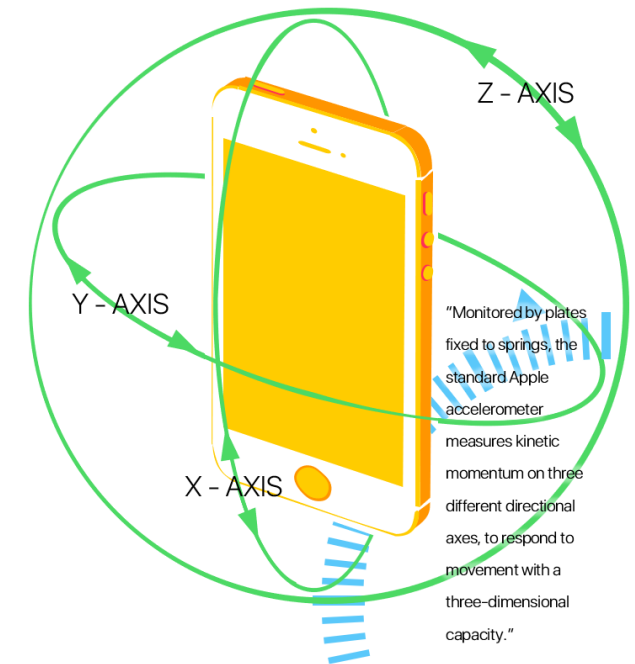 Z - AXIS
Y - AXIS
X - AXIS
“Monitored by plates
fixed to springs, the
standard Apple
accelerometer
measures kinetic
momentum on three
different directional
axes, to respond to
movement with a
three-dimensional
capacity.”